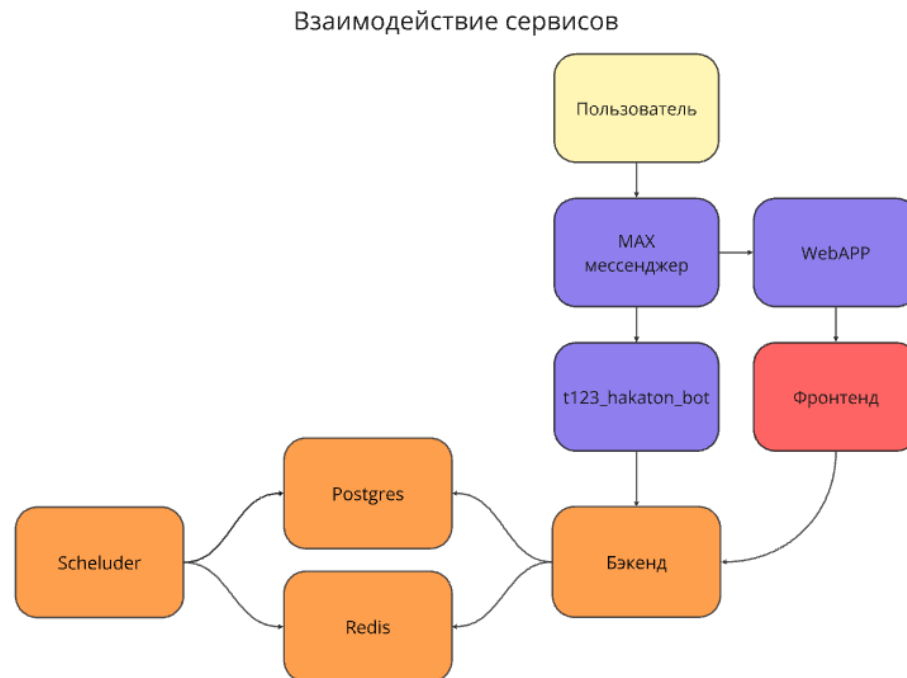 Взаимодействие сервисов
Пользователь
MAX
мессенджер
WebAPP
t123_hakaton_bot
Фронтенд
Postgres
Scheluder
Бэкенд
Redis